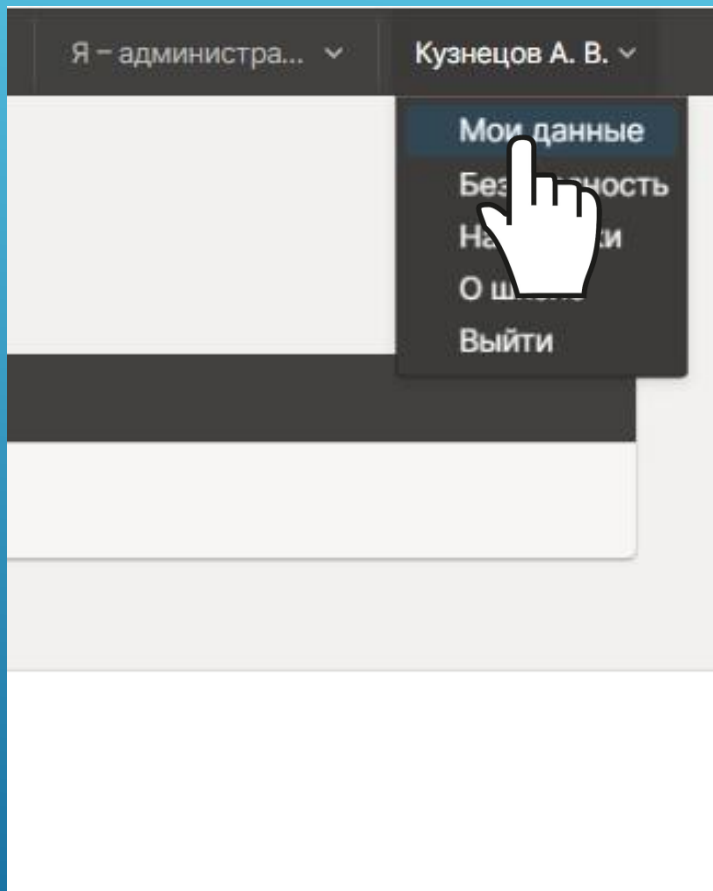 Я – администра...
Кузнецов А. В.
Мои данные
О
Выйти